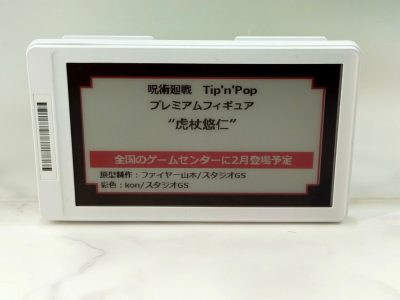 呪術廻戦 Tip'n'Pop
プレミアムフィギュア
"虎杖悠仁"
全国のゲームセンターに2月登場予定
原型制作：ファイヤー山本/スタジオGS
彩色：kon/スタジオGS